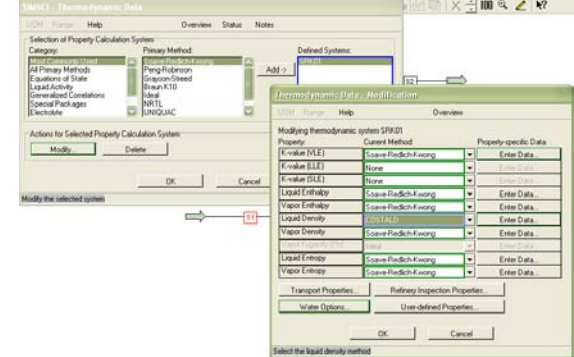 SIMSCI - Thermodynamic Data
UOM Range Help Overview Status Notes
Selection of Property Calculation System
Category: Primary Method: Defined Systems:
Most Commonly Used Soave-Redlich-Kwong SRK01
All Primary Methods Peng-Robinson
Equations of State Grayson-Streed
Liquid Activity Braun K10
Generalized Correlations Ideal
Special Packages NRTL
Electrolyte UNIQUAC
Add ->
Actions for Selected Property Calculation System:
Modify... Delete
OK Cancel
Modify the selected system
S1
S2
Thermodynamic Data - Modification
UOM Range Help Overview
Modifying thermodynamic system SRK01
Property: Current Method: Property-specific Data:
K-value (VLE) Soave-Redlich-Kwong Enter Data...
K-value (LLE) None Enter Data...
K-value (SLE) None Enter Data...
Liquid Enthalpy Soave-Redlich-Kwong Enter Data...
Vapor Enthalpy Soave-Redlich-Kwong Enter Data...
Liquid Density COSTALD Enter Data...
Vapor Density Soave-Redlich-Kwong Enter Data...
Vapor Fugacity (Phi) Ideal Enter Data...
Liquid Entropy Soave-Redlich-Kwong Enter Data...
Vapor Entropy Soave-Redlich-Kwong Enter Data...
Transport Properties... Refinery Inspection Properties...
Water Options... User-defined Properties...
OK Cancel
Select the liquid density method